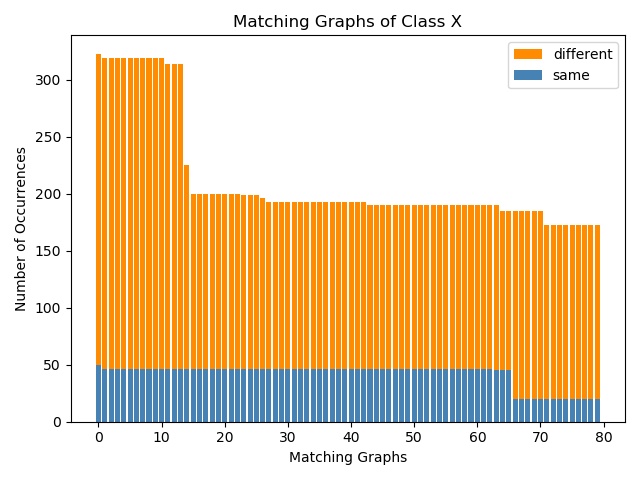 Matching Graphs of Class X
different
same
Number of Occurrences
300
250
200
150
100
50
0
0 10 20 30 40 50 60 70 80
Matching Graphs